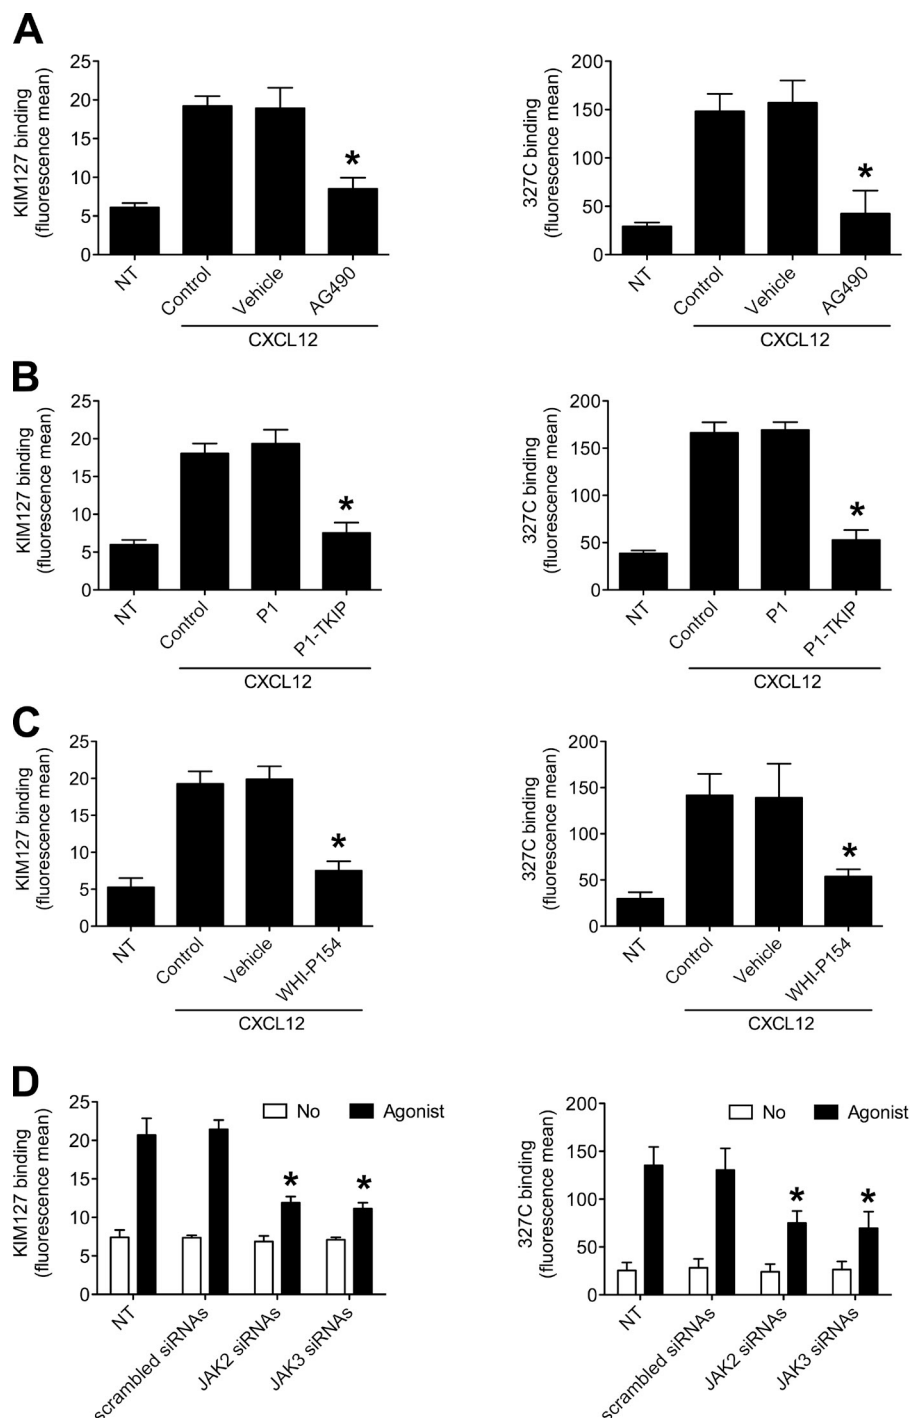 A
KIM127 binding
(fluorescence mean)
25
20
15
10
5
0
*
NT
Control
Vehicle
AG490
CXCL12
327C binding
(fluorescence mean)
200
150
100
50
0
*
NT
Control
Vehicle
AG490
CXCL12
B
KIM127 binding
(fluorescence mean)
25
20
15
10
5
0
*
NT
Control
P1
P1-TKIP
CXCL12
327C binding
(fluorescence mean)
200
150
100
50
0
*
NT
Control
P1
P1-TKIP
CXCL12
C
KIM127 binding
(fluorescence mean)
25
20
15
10
5
0
*
NT
Control
Vehicle
WHI-P154
CXCL12
327C binding
(fluorescence mean)
200
150
100
50
0
*
NT
Control
Vehicle
WHI-P154
CXCL12
D
KIM127 binding
(fluorescence mean)
25
20
15
10
5
0
No Agonist
* *
NT
scrambled siRNAs
JAK2 siRNAs
JAK3 siRNAs
327C binding
(fluorescence mean)
200
150
100
50
0
No Agonist
* *
NT
scrambled siRNAs
JAK2 siRNAs
JAK3 siRNAs